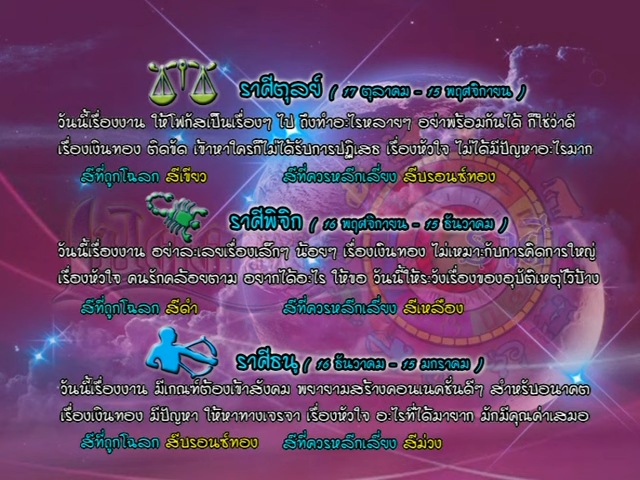 ราศีตุลย์ ( 17 ตุลาคม - 15 พฤศจิกายน )
วันนี้เรื่องงาน ให้โฟกัสเป็นเรื่องๆ ไป ถึงทำอะไรหลายๆ อย่าพร้อมกันได้ ก็ใช่ว่าดี
เรื่องเงินทอง ติดขัด เข้าหาใครก็ไม่ได้รับการปฏิเสธ เรื่องหัวใจ ไม่ได้มีปัญหาอะไรมาก
สีที่ถูกโฉลก สีเขียว สีที่ควรหลีกเลี่ยง สีบรอนซ์ทอง
ราศีพิจิก ( 16 พฤศจิกายน - 15 ธันวาคม )
วันนี้เรื่องงาน อย่าละเลยเรื่องเล็กๆ น้อยๆ เรื่องเงินทอง ไม่เหมาะกับการคิดการใหญ่
เรื่องหัวใจ คนรักคล้อยตาม อยากได้อะไร ให้ขอ วันนี้ให้ระวังเรื่องของอุบัติเหตุไว้บ้าง
สีที่ถูกโฉลก สีดำ สีที่ควรหลีกเลี่ยง สีเหลือง
ราศีธนู ( 16 ธันวาคม - 15 มกราคม )
วันนี้เรื่องงาน มีเกณฑ์ต้องเข้าสังคม พยายามสร้างคอนเนคชั่นดีๆ สำหรับอนาคต
เรื่องเงินทอง มีปัญหา ให้หาทางเจรจา เรื่องหัวใจ อะไรที่ได้มายาก มักมีคุณค่าเสมอ
สีที่ถูกโฉลก สีบรอนซ์ทอง สีที่ควรหลีกเลี่ยง สีม่วง